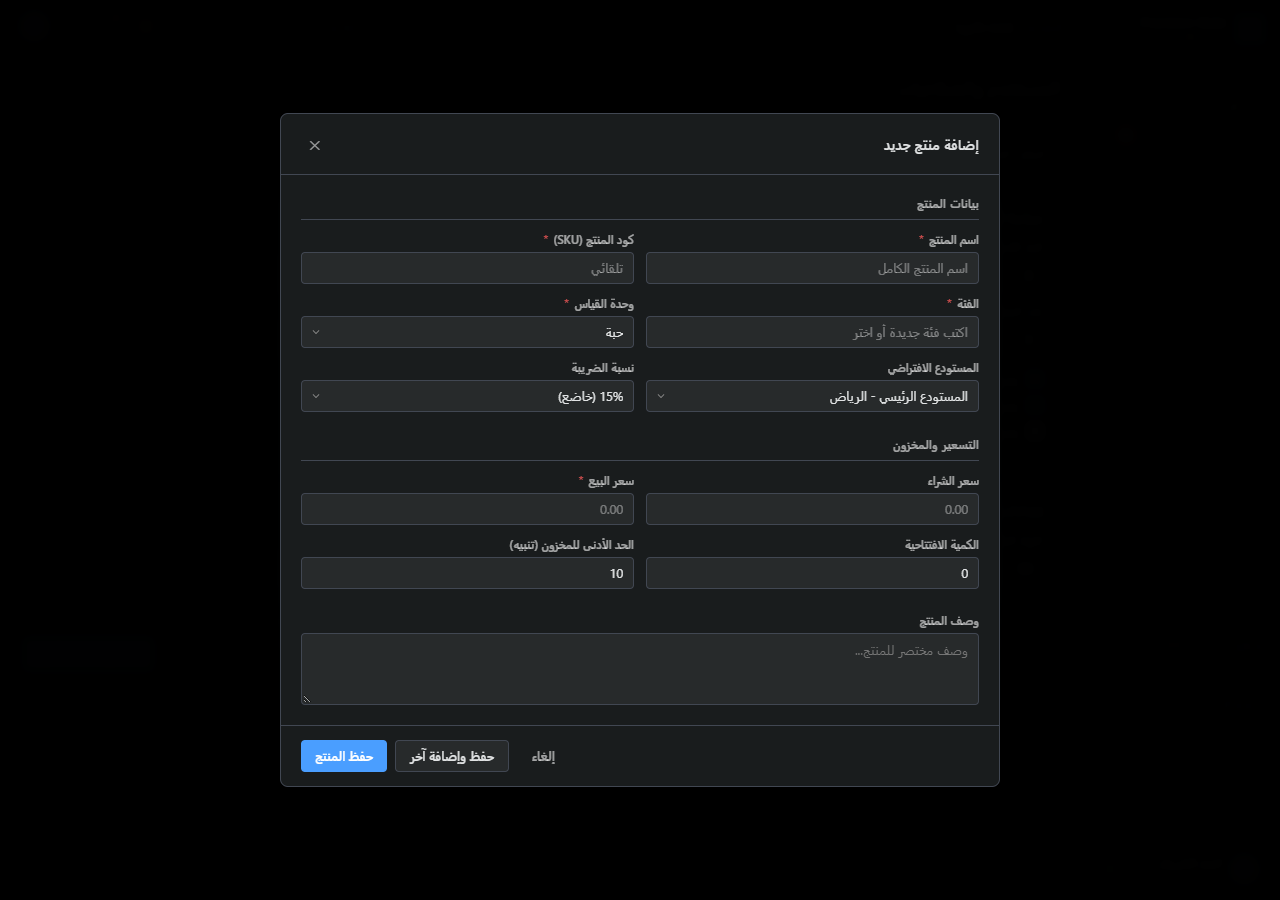 إضافة منتج جديد
بيانات المنتج
اسم المنتج *
كود المنتج (SKU) *
اسم المنتج الكامل
تلقائي
الفئة *
وحدة القياس *
اكتب فئة جديدة أو اختر
حبة
المستودع الافتراضي
نسبة الضريبة
المستودع الرئيسي - الرياض
15% (خاضع)
التسعير والمخزون
سعر الشراء
سعر البيع *
0.00
0.00
الكمية الافتتاحية
الحد الأدنى للمخزون (تنبيه)
0
10
وصف المنتج
وصف مختصر للمنتج...
إلغاء
حفظ وإضافة آخر
حفظ المنتج